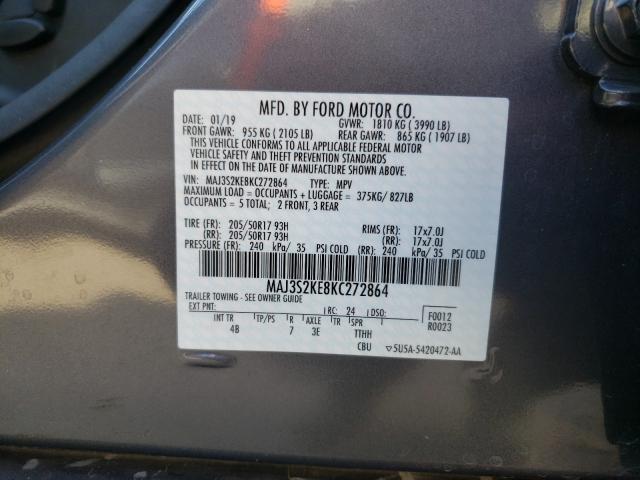 MFD. BY FORD MOTOR CO.
DATE: 01/19 GVWR: 1810 KG ( 3990 LB)
FRONT GAWR: 955 KG ( 2105 LB) REAR GAWR: 865 KG ( 1907 LB)
THIS VEHICLE CONFORMS TO ALL APPLICABLE FEDERAL MOTOR
VEHICLE SAFETY AND THEFT PREVENTION STANDARDS
IN EFFECT ON THE DATE OF MANUFACTURE SHOWN ABOVE.
VIN: MAJ3S2KE8KC272864 TYPE: MPV
MAXIMUM LOAD = OCCUPANTS + LUGGAGE = 375KG/ 827LB
OCCUPANTS = 5 TOTAL; 2 FRONT, 3 REAR
TIRE (FR): 205/50R17 93H RIMS (FR): 17x7.0J
(RR): 205/50R17 93H (RR): 17x7.0J
PRESSURE (FR): 240 kPa/ 35 PSI COLD (RR): 240 kPa/ 35 PSI COLD
MAJ3S2KE8KC272864
TRAILER TOWING - SEE OWNER GUIDE
EXT PNT: RC: 24 DSO: F0012
INT TR TP/PS R AXLE TR SPR R0023
4B 7 3E TTHH
CBU ▽5U5A-5420472-AA